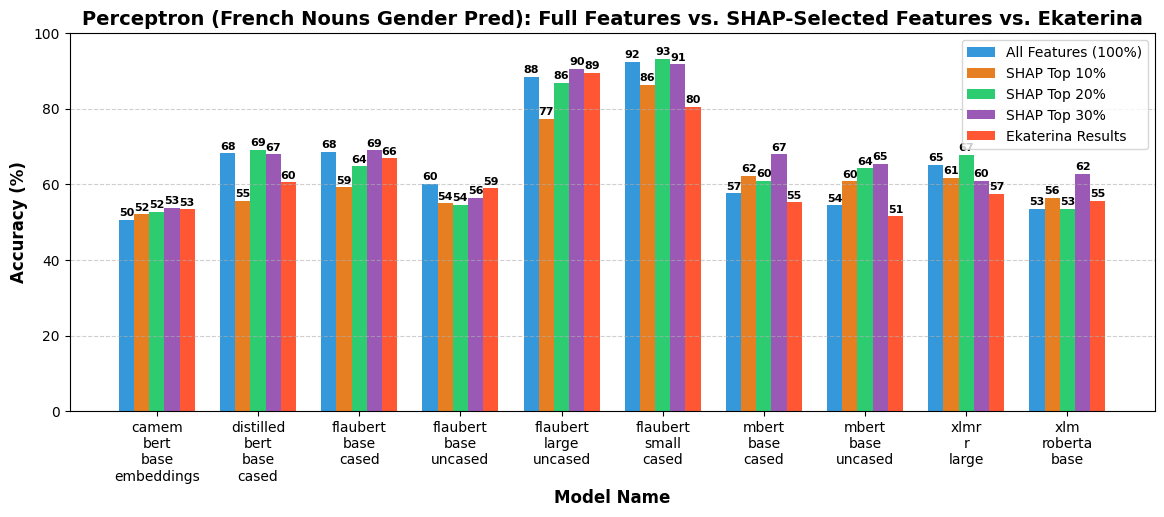 Perceptron (French Nouns Gender Pred): Full Features vs. SHAP-Selected Features vs. Ekaterina
Accuracy (%)
100
80
60
40
20
0
All Features (100%)
SHAP Top 10%
SHAP Top 20%
SHAP Top 30%
Ekaterina Results
50 52 52 53 53
68 55 69 67 60
68 59 64 69 66
60 54 54 56 59
88 77 86 90 89
92 86 93 91 80
57 62 60 67 55
54 60 64 65 51
65 61 67 60 57
53 56 53 62 55
camem
bert
base
embeddings
distilled
bert
base
cased
flaubert
base
cased
flaubert
base
uncased
flaubert
large
uncased
flaubert
small
cased
mbert
base
cased
mbert
base
uncased
xlmr
r
large
xlm
roberta
base
Model Name